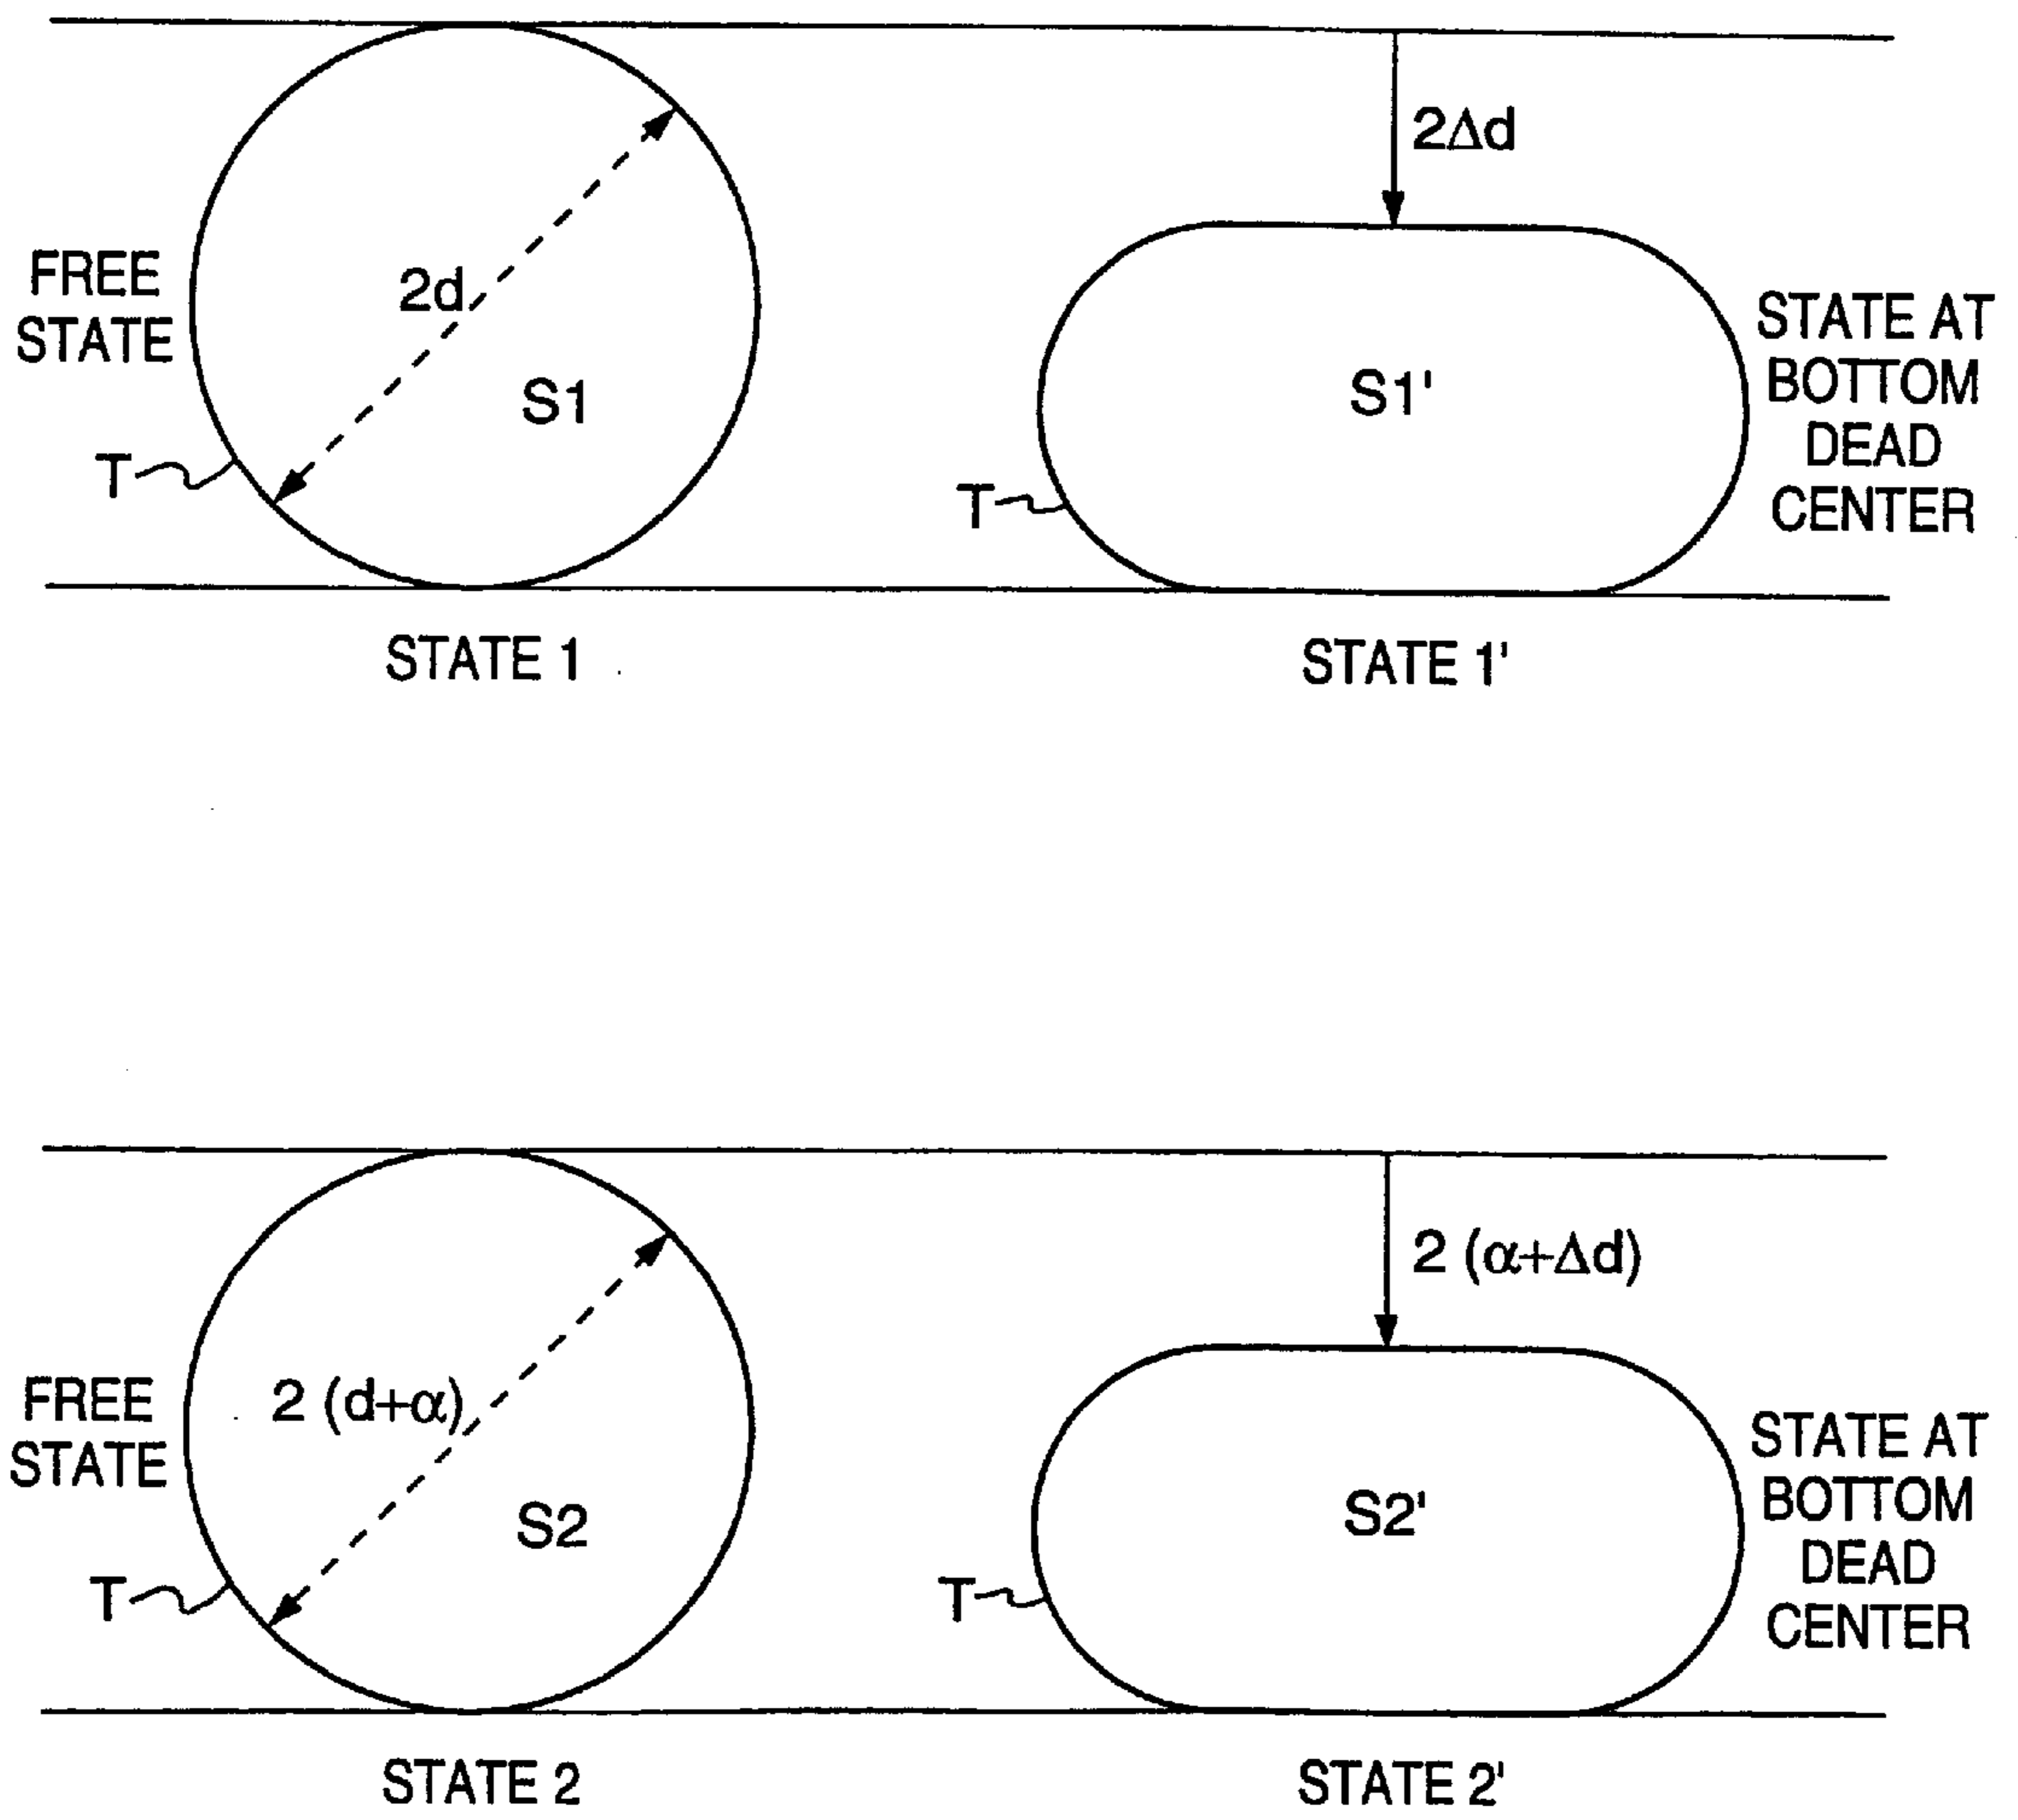 2Δd
FREE
STATE
2d
S1
T
S1'
T
STATE AT
BOTTOM
DEAD
CENTER
STATE 1
STATE 1'
2 (α+Δd)
FREE
STATE
2 (d+α)
S2
T
S2'
T
STATE AT
BOTTOM
DEAD
CENTER
STATE 2
STATE 2'